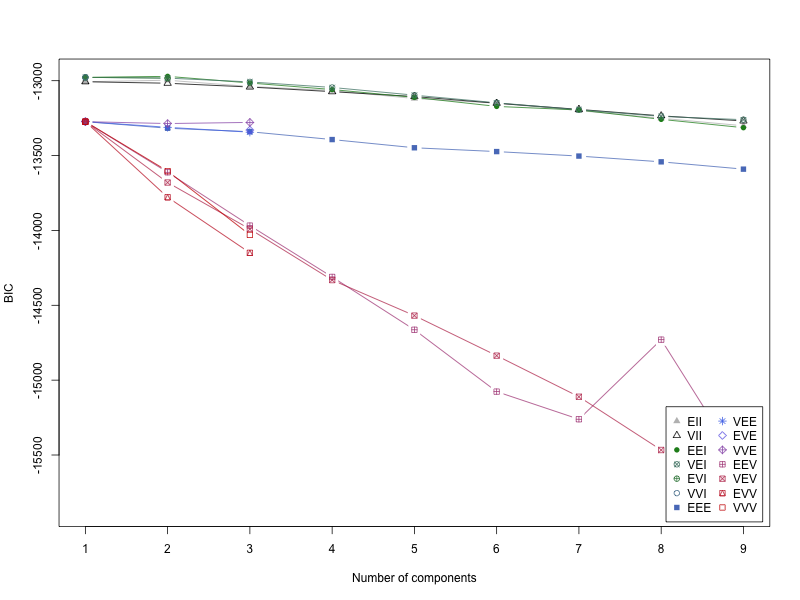 -13000
-13500
-14000
-14500
-15000
-15500
BIC
EII VEE
VII EVE
EEI VVE
VEI EEV
EVI VEV
VVI EVV
EEE VVV
1 2 3 4 5 6 7 8 9
Number of components